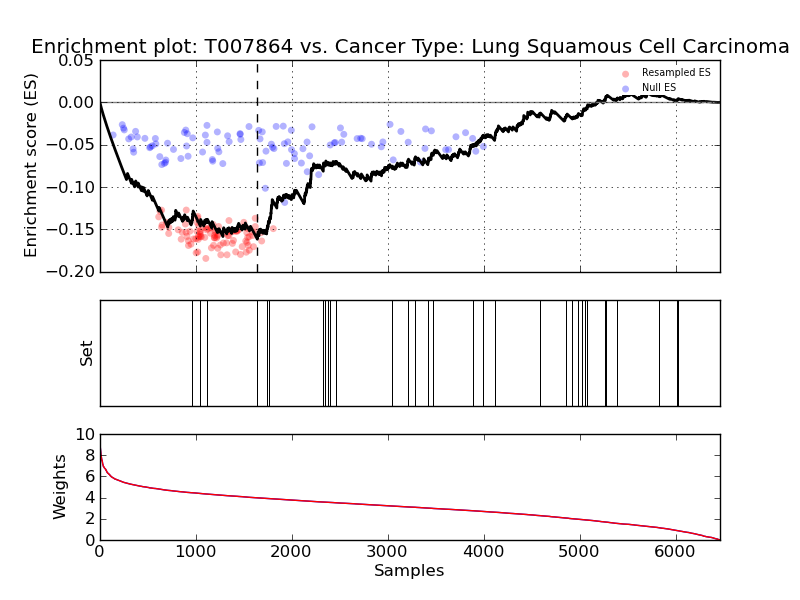 Enrichment plot: T007864 vs. Cancer Type: Lung Squamous Cell Carcinoma
Enrichment score (ES)
0.05
0.00
−0.05
−0.10
−0.15
−0.20
Resampled ES
Null ES
Set
Weights
10
8
6
4
2
0
0 1000 2000 3000 4000 5000 6000
Samples